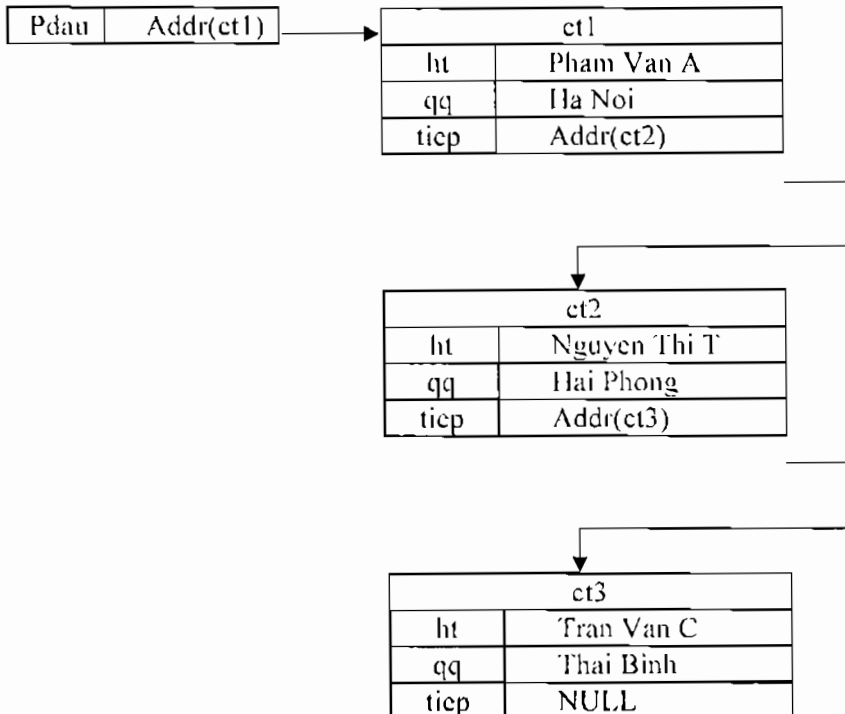 Pdau Addr(ct1)
ct1
ht Pham Van A
qq Ha Noi
tiep Addr(ct2)
ct2
ht Nguyen Thi T
qq Hai Phong
tiep Addr(ct3)
ct3
ht Tran Van C
qq Thai Binh
tiep NULL